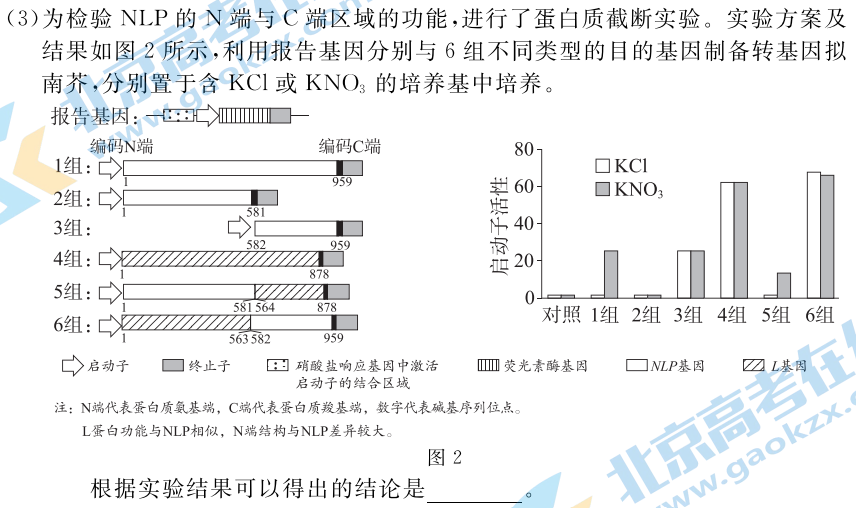 (3)为检验 NLP 的 N 端与 C 端区域的功能,进行了蛋白质截断实验。实验方案及
结果如图 2 所示,利用报告基因分别与 6 组不同类型的目的基因制备转基因拟
南芥,分别置于含 KCl 或 KNO₃ 的培养基中培养。
报告基因:
编码N端 编码C端
1组:
1 959
2组:
1 581
3组:
582 959
4组:
1 878
5组:
1 581 564 878
6组:
1 563 582 959
80
60
40
20
0
启动子活性
KCl
KNO₃
对照 1组 2组 3组 4组 5组 6组
启动子 终止子 硝酸盐响应基因中激活 荧光素酶基因 NLP基因 L基因
启动子的结合区域
注:N端代表蛋白质氨基端,C端代表蛋白质羧基端,数字代表碱基序列位点。
L蛋白功能与NLP相似,N端结构与NLP差异较大。
图 2
根据实验结果可以得出的结论是________。
北京高考在线
www.gaokzx.com